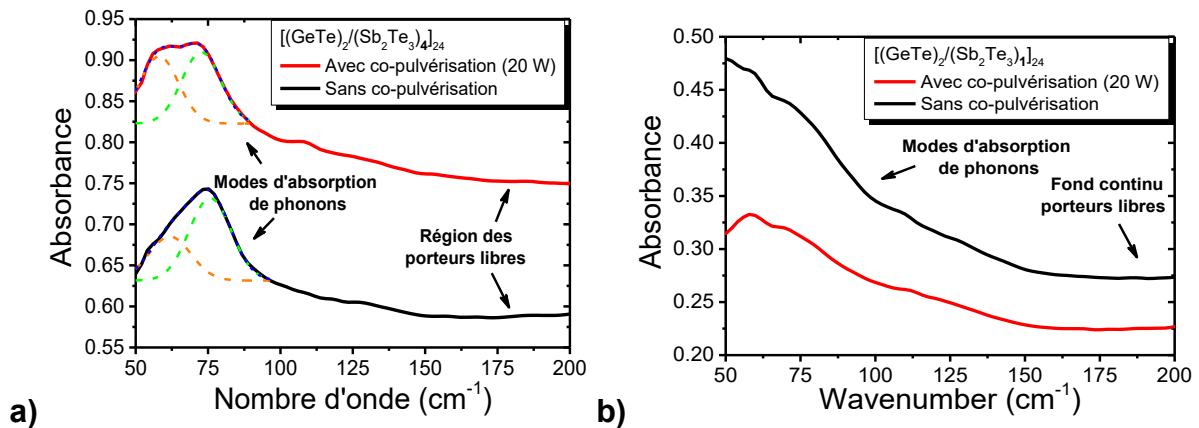 [(GeTe)2/(Sb2Te3)4]24
Avec co-pulvérisation (20 W)
Sans co-pulvérisation
Modes d'absorption
de phonons
Région des
porteurs libres
0.95
0.90
0.85
0.80
0.75
0.70
0.65
0.60
0.55
Absorbance
50 75 100 125 150 175 200
Nombre d'onde (cm-1)
a)
[(GeTe)2/(Sb2Te3)1]24
Avec co-pulvérisation (20 W)
Sans co-pulvérisation
Modes d'absorption
de phonons
Fond continu
porteurs libres
0.50
0.45
0.40
0.35
0.30
0.25
0.20
Absorbance
50 75 100 125 150 175 200
Wavenumber (cm-1)
b)